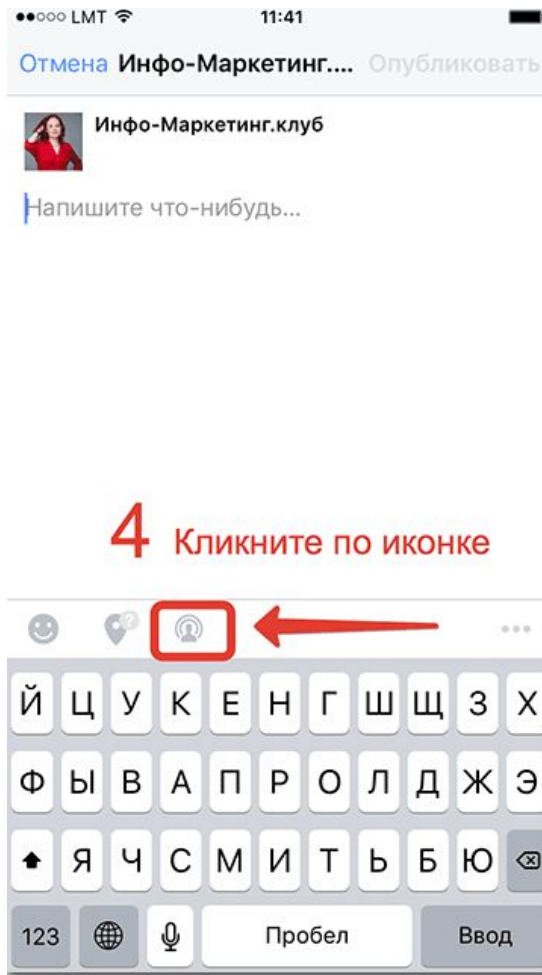 LMT 11:41
Отмена Инфо-Маркетинг.... Опубликовать
Инфо-Маркетинг.клуб
Напишите что-нибудь...
4 Кликните по иконке
?
Й Ц У К Е Н Г Ш Щ З Х
Ф Ы В А П Р О Л Д Ж Э
Я Ч С М И Т Ь Б Ю
123 Пробел Ввод